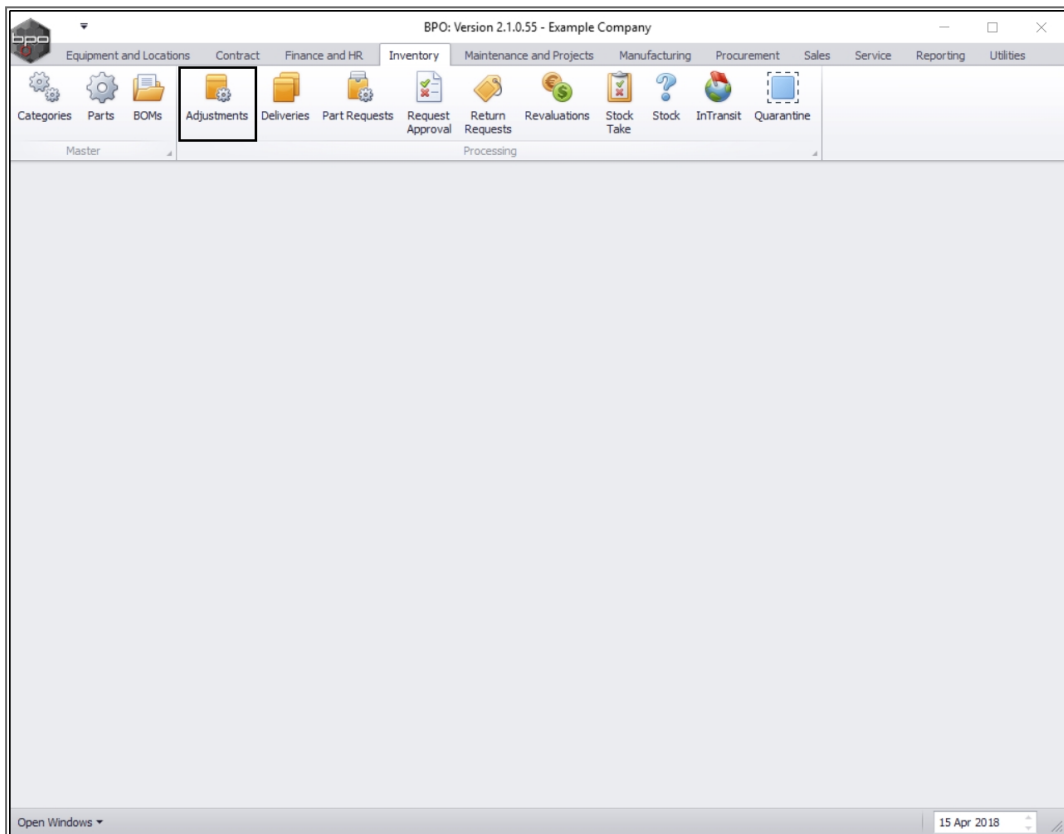 BPO: Version 2.1.0.55 - Example Company
bpo
Equipment and Locations Contract Finance and HR Inventory Maintenance and Projects Manufacturing Procurement Sales Service Reporting Utilities
Categories Parts BOMs Adjustments Deliveries Part Requests Request Approval Return Requests Revaluations Stock Take Stock InTransit Quarantine
Master Processing
Open Windows 15 Apr 2018